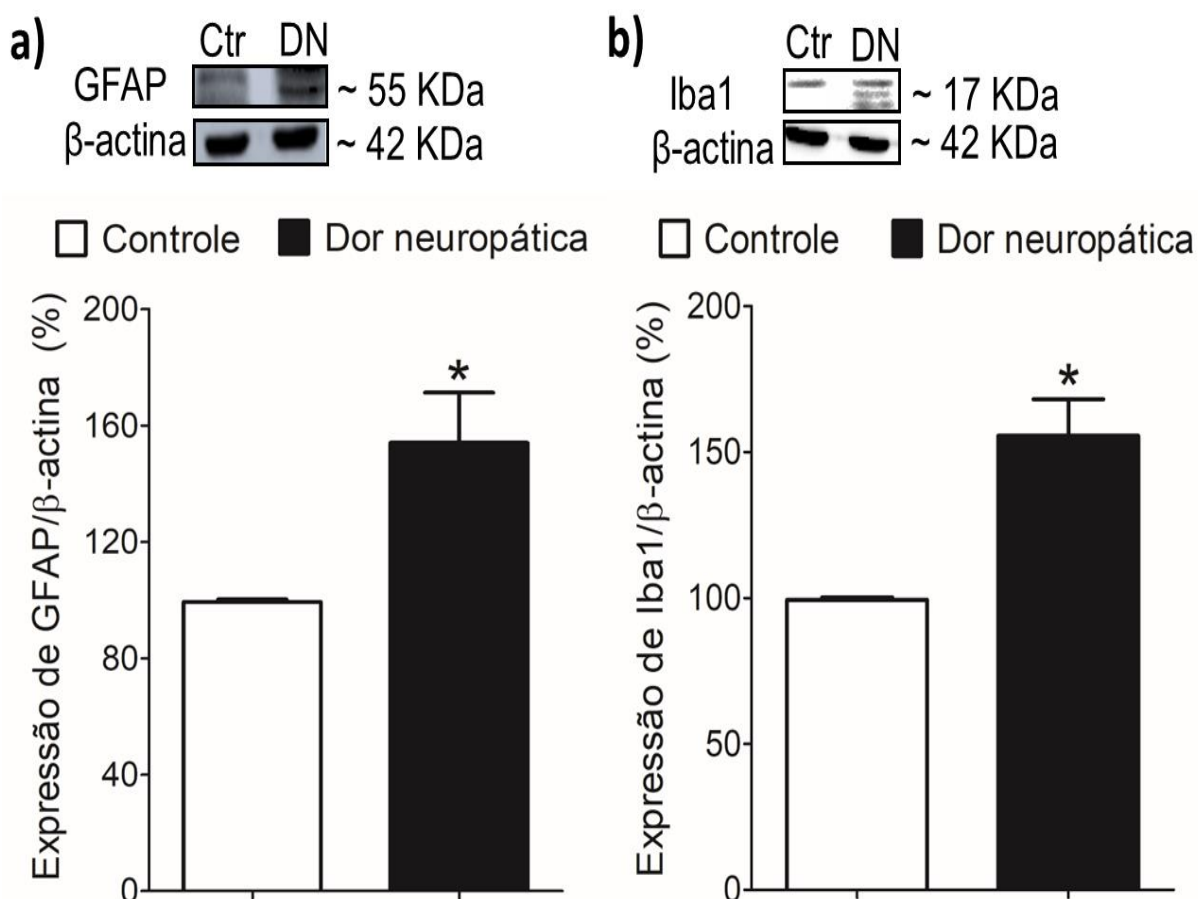 a)
Ctr DN
GFAP ~ 55 KDa
β-actina ~ 42 KDa
Controle Dor neuropática
Expressão de GFAP/β-actina (%)
200
160
*
120
80
40
0
b)
Ctr DN
Iba1 ~ 17 KDa
β-actina ~ 42 KDa
Controle Dor neuropática
Expressão de Iba1/β-actina (%)
200
*
150
100
50
0